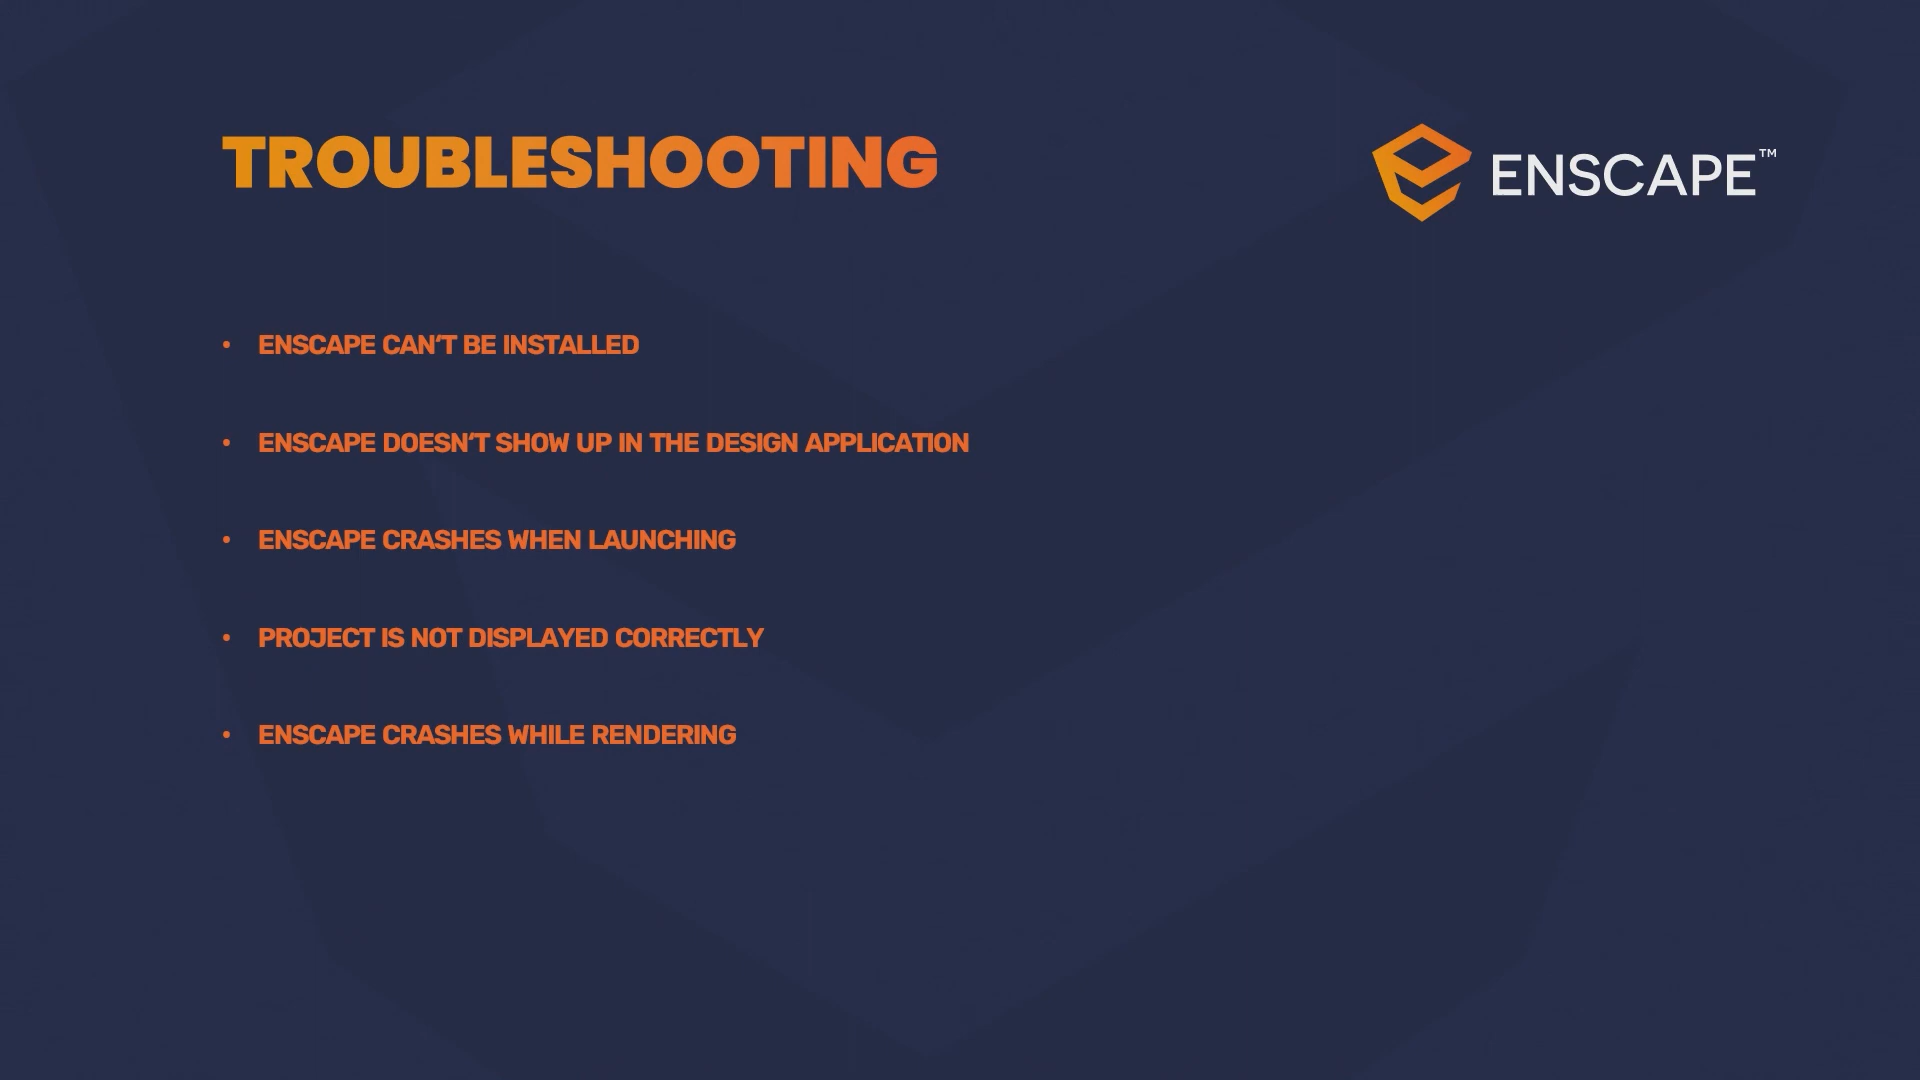 TROUBLESHOOTING
ENSCAPE™
• ENSCAPE CAN'T BE INSTALLED
• ENSCAPE DOESN'T SHOW UP IN THE DESIGN APPLICATION
• ENSCAPE CRASHES WHEN LAUNCHING
• PROJECT IS NOT DISPLAYED CORRECTLY
• ENSCAPE CRASHES WHILE RENDERING